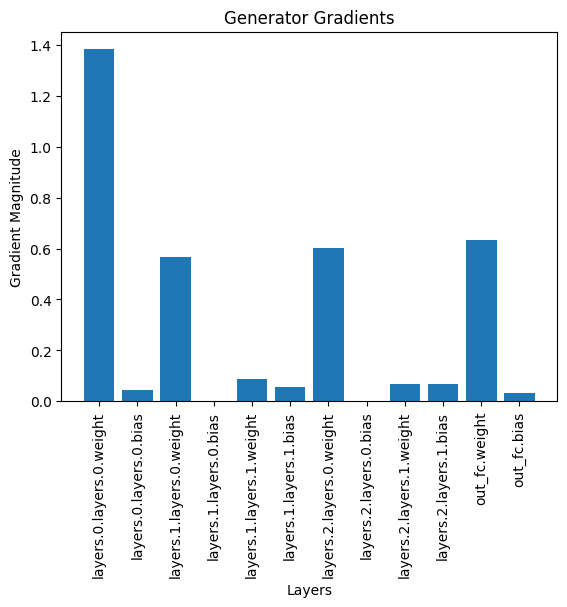 Generator Gradients
Gradient Magnitude
1.4
1.2
1.0
0.8
0.6
0.4
0.2
0.0
layers.0.layers.0.weight
layers.0.layers.0.bias
layers.1.layers.0.weight
layers.1.layers.0.bias
layers.1.layers.1.weight
layers.1.layers.1.bias
layers.2.layers.0.weight
layers.2.layers.0.bias
layers.2.layers.1.weight
layers.2.layers.1.bias
out_fc.weight
out_fc.bias
Layers